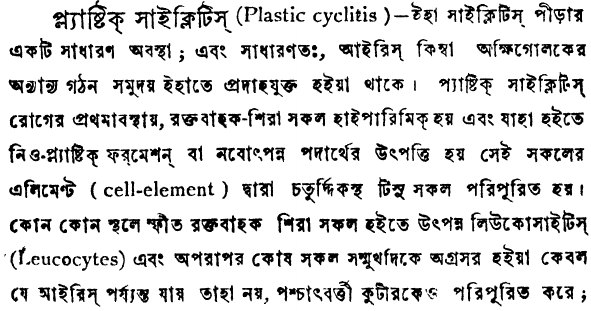 প্ল্যাষ্টিক্ সাইক্লিটিস্ (Plastic cyclitis)—ইহা সাইক্লিটিস্ পীড়ার
একটি সাধারণ অবস্থা ; এবং সাধারণতঃ, আইরিস্ কিম্বা অক্ষিগোলকের
অন্যান্য গঠন সমুদয় ইহাতে প্রদাহযুক্ত হইয়া থাকে। প্যাষ্টিক্ সাইক্লিটিস্
রোগের প্রথমাবস্থায়, রক্তবাহক-শিরা সকল হাইপারিমিক্ হয় এবং যাহা হইতে
নিও-প্ল্যাষ্টিক্ ফর্‌মেশন্ বা নবোৎপন্ন পদার্থের উৎপত্তি হয় সেই সকলের
এলিমেণ্ট (cell-element) দ্বারা চতুর্দ্দিকস্থ টিসু সকল পরিপূরিত হয়।
কোন কোন স্থলে স্ফীত রক্তবাহক শিরা সকল হইতে উৎপন্ন লিউকোসাইটিস্
(Leucocytes) এবং অপরাপর কোষ সকল সম্মুখদিকে অগ্রসর হইয়া কেবল
যে আইরিস্ পর্য্যন্ত যায় তাহা নয়, পশ্চাৎবর্ত্তী কুটারকেও পরিপূরিত করে ;